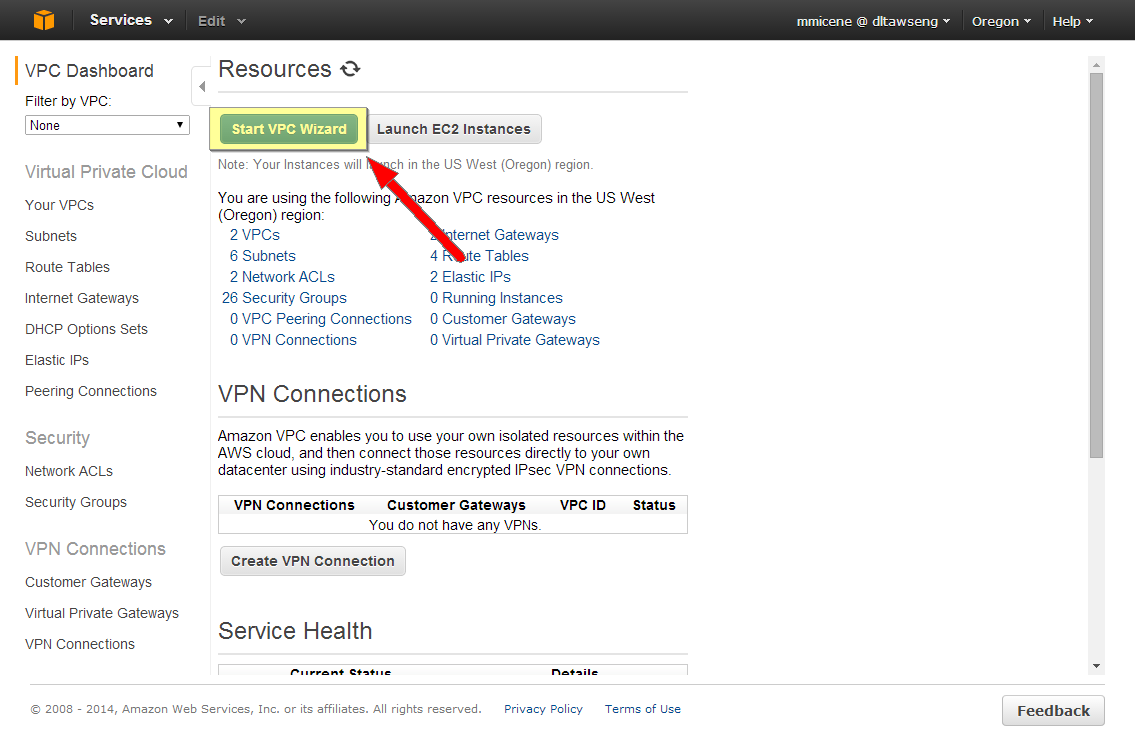 Services Edit mmicene @ dltawseng Oregon Help
VPC Dashboard
Filter by VPC:
None
Virtual Private Cloud
Your VPCs
Subnets
Route Tables
Internet Gateways
DHCP Options Sets
Elastic IPs
Peering Connections
Security
Network ACLs
Security Groups
VPN Connections
Customer Gateways
Virtual Private Gateways
VPN Connections
Resources
Start VPC Wizard Launch EC2 Instances
Note: Your Instances will launch in the US West (Oregon) region.
You are using the following Amazon VPC resources in the US West
(Oregon) region:
2 VPCs 2 Internet Gateways
6 Subnets 4 Route Tables
2 Network ACLs 2 Elastic IPs
26 Security Groups 0 Running Instances
0 VPC Peering Connections 0 Customer Gateways
0 VPN Connections 0 Virtual Private Gateways
VPN Connections
Amazon VPC enables you to use your own isolated resources within the
AWS cloud, and then connect those resources directly to your own
datacenter using industry-standard encrypted IPsec VPN connections.
VPN Connections Customer Gateways VPC ID Status
You do not have any VPNs.
Create VPN Connection
Service Health
Current Status Details
© 2008 - 2014, Amazon Web Services, Inc. or its affiliates. All rights reserved. Privacy Policy Terms of Use
Feedback